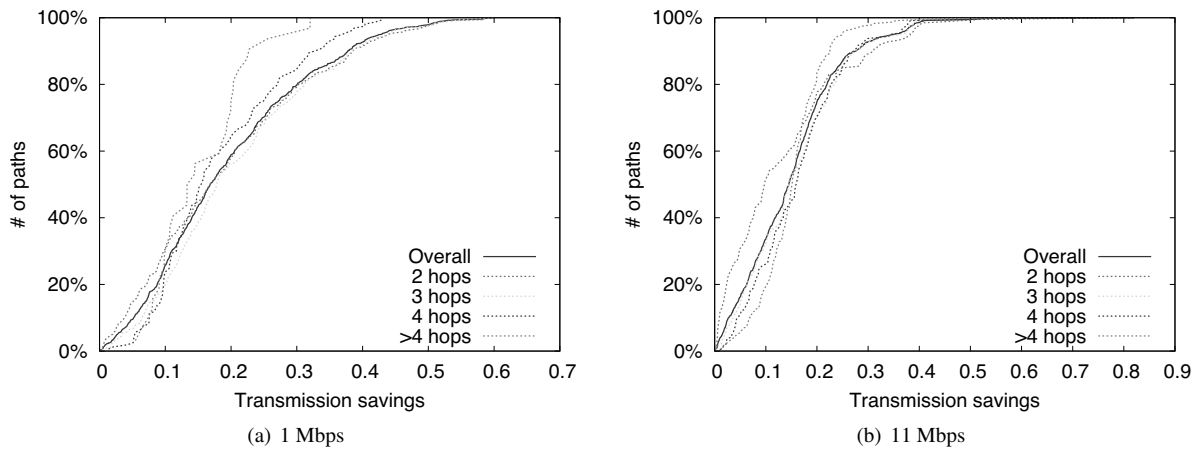 100%
80%
60%
40%
20%
0%
# of paths
0 0.1 0.2 0.3 0.4 0.5 0.6 0.7
Transmission savings
Overall
2 hops
3 hops
4 hops
>4 hops
(a) 1 Mbps
100%
80%
60%
40%
20%
0%
# of paths
0 0.1 0.2 0.3 0.4 0.5 0.6 0.7 0.8 0.9
Transmission savings
Overall
2 hops
3 hops
4 hops
>4 hops
(b) 11 Mbps